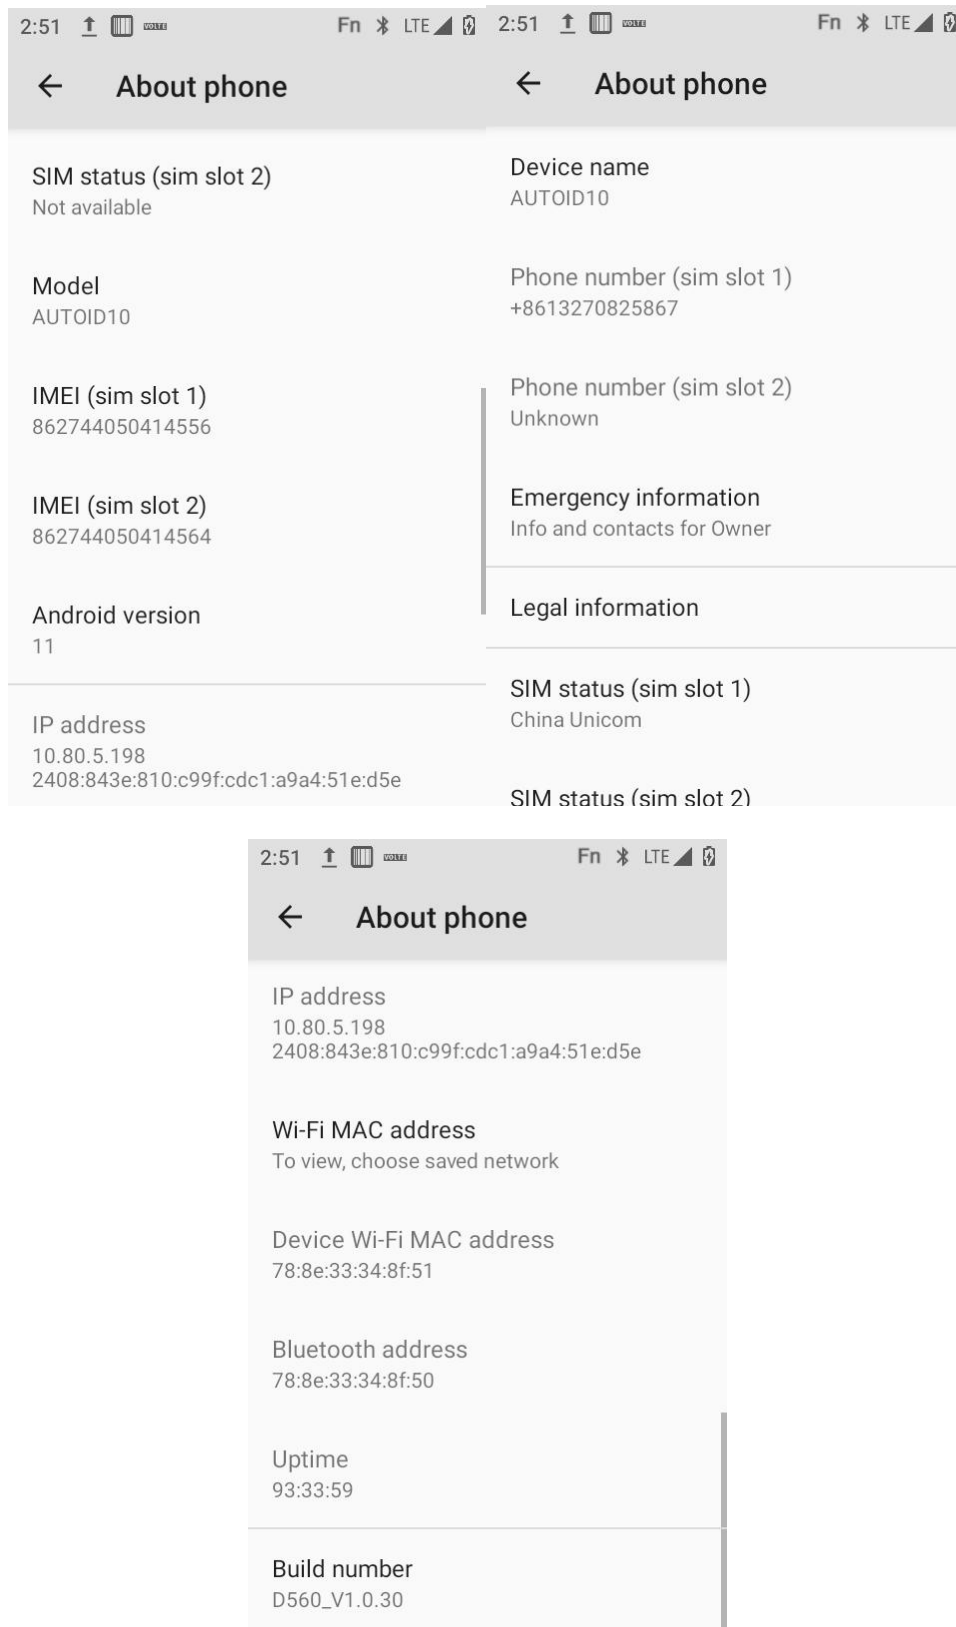 2:51 VOLTE Fn LTE
About phone
SIM status (sim slot 2)
Not available
Model
AUTOID10
IMEI (sim slot 1)
862744050414556
IMEI (sim slot 2)
862744050414564
Android version
11
IP address
10.80.5.198
2408:843e:810:c99f:cdc1:a9a4:51e:d5e
2:51 VOLTE Fn LTE
About phone
Device name
AUTOID10
Phone number (sim slot 1)
+8613270825867
Phone number (sim slot 2)
Unknown
Emergency information
Info and contacts for Owner
Legal information
SIM status (sim slot 1)
China Unicom
SIM status (sim slot 2)
2:51 VOLTE Fn LTE
About phone
IP address
10.80.5.198
2408:843e:810:c99f:cdc1:a9a4:51e:d5e
Wi-Fi MAC address
To view, choose saved network
Device Wi-Fi MAC address
78:8e:33:34:8f:51
Bluetooth address
78:8e:33:34:8f:50
Uptime
93:33:59
Build number
D560_V1.0.30